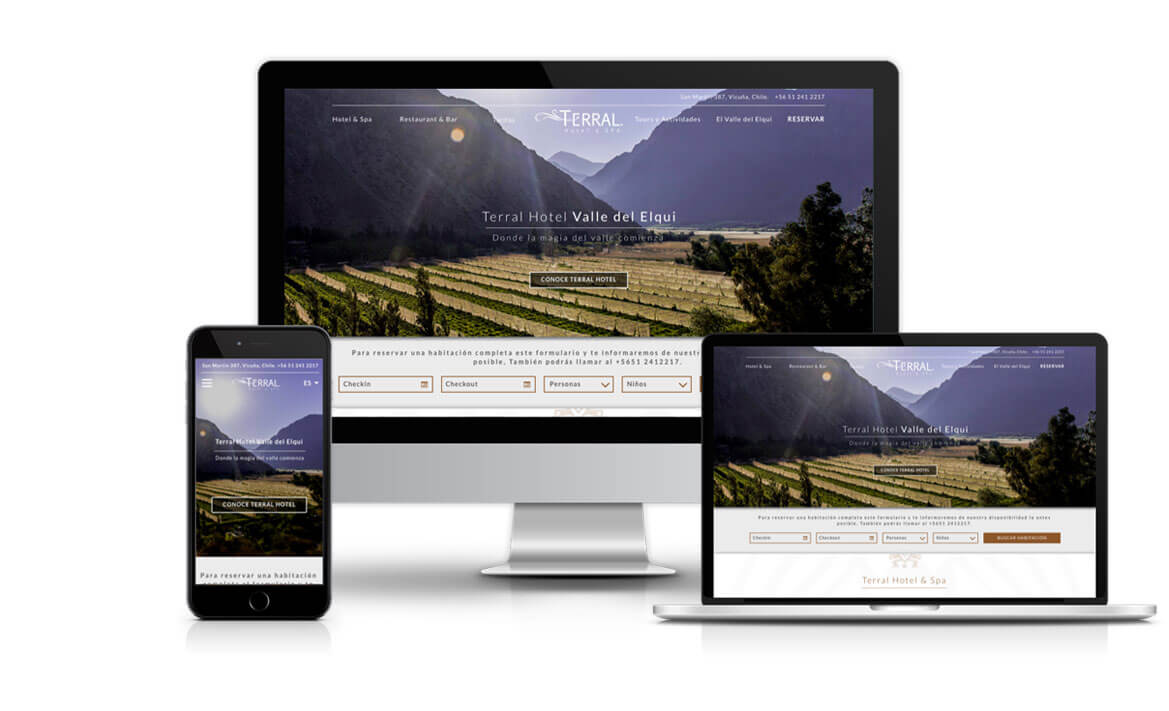 San Martín 387, Vicuña, Chile. +56 51 241 2217
Hotel & Spa Restaurant & Bar Tarifas TERRAL Tours y Actividades El Valle del Elqui RESERVAR
Hotel & Spa
Terral Hotel Valle del Elqui
Donde la magia del valle comienza
CONOCE TERRAL HOTEL
Para reservar una habitación completa este formulario y te informaremos de nuestr
posible, También podrás llamar al +5651 2412217.
CheckIn Checkout Personas Niños
San Martín 387, Vicuña, Chile. +56 51 241 2217
TERRAL ES
Terral Hotel Valle del Elqui
Donde la magia del valle comienza
CONOCE TERRAL HOTEL
Para reservar una habitación
completa el formulario y te
San Martín 387, Vicuña, Chile. +56 51 241 2217
Hotel & Spa Restaurant & Bar TERRAL Tours y Actividades El Valle del Elqui RESERVAR
Terral Hotel Valle del Elqui
Donde la magia del valle comienza
CONOCE TERRAL HOTEL
Para reservar una habitación completa este formulario y te informaremos de nuestra disponibilidad lo antes
posible, También podrás llamar al +5651 2412217.
CheckIn Checkout Personas Niños BUSCAR HABITACIÓN
Terral Hotel & Spa